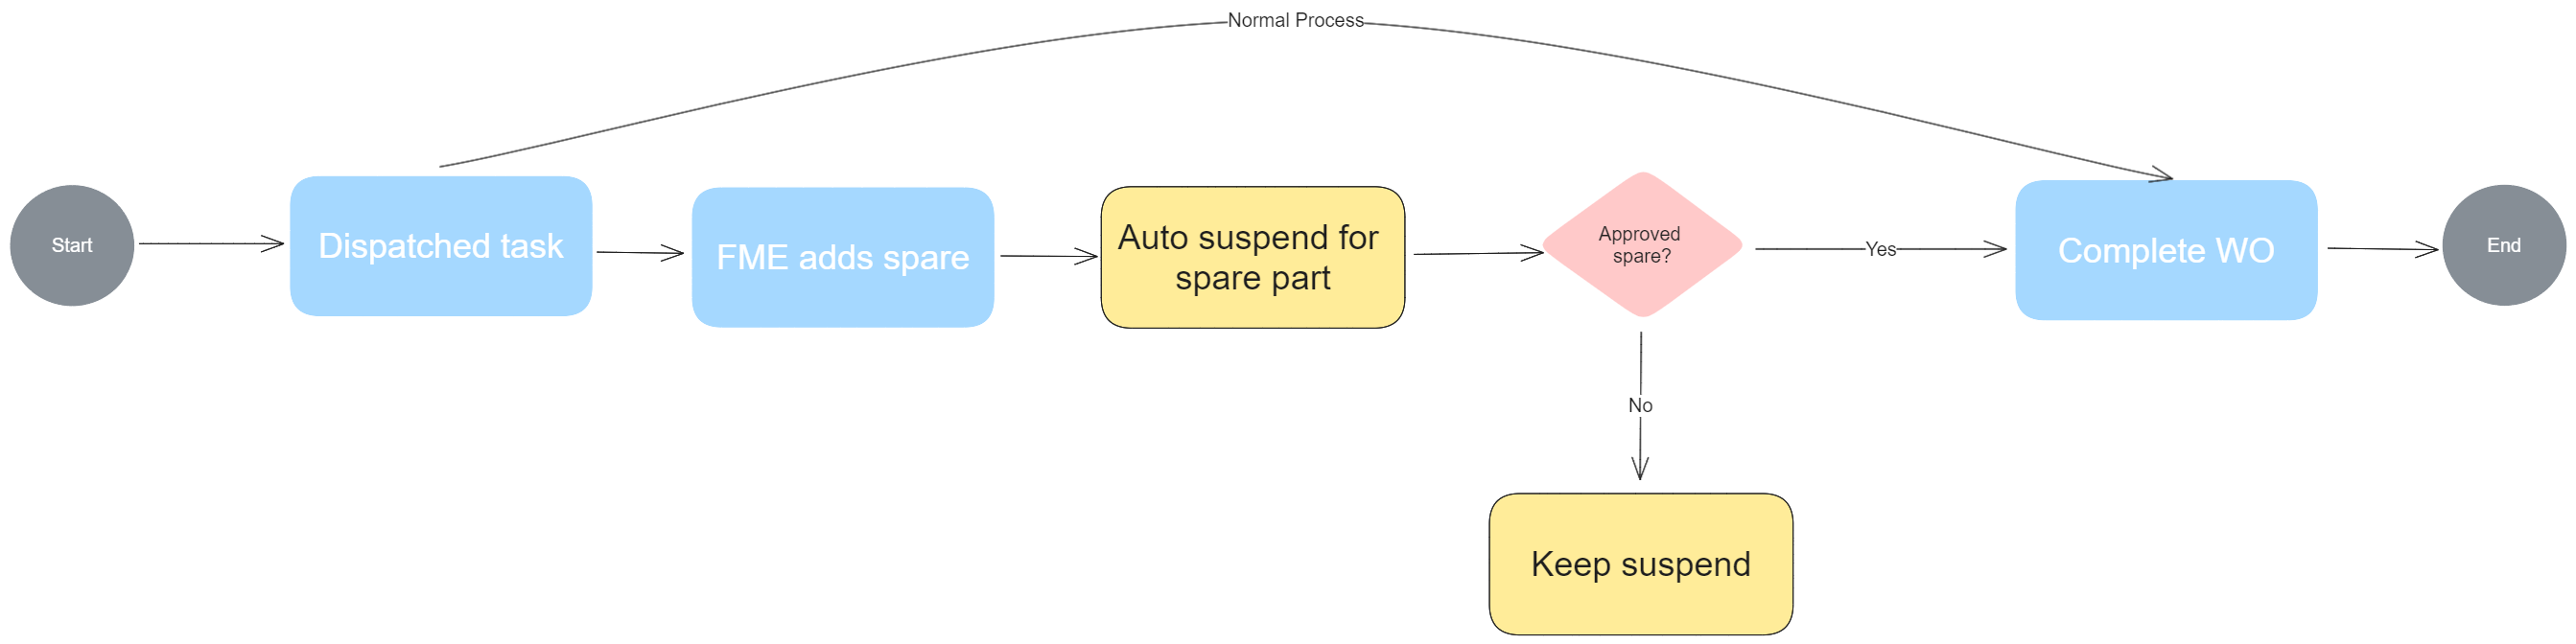 Normal Process
Start
Dispatched task
FME adds spare
Auto suspend for
spare part
Approved
spare?
Yes
Complete WO
End
No
Keep suspend